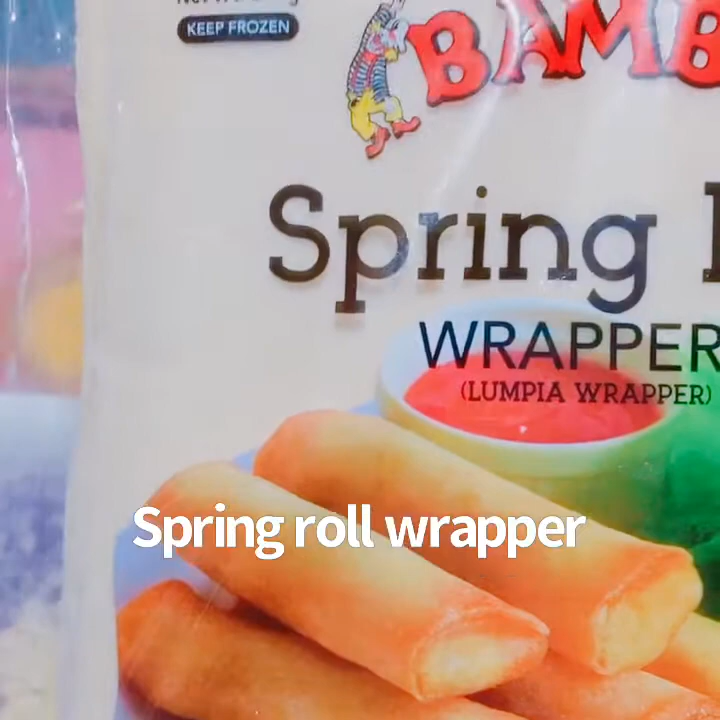 KEEP FROZEN
BAMB
Spring
WRAPPER
(LUMPIA WRAPPER)
Spring roll wrapper